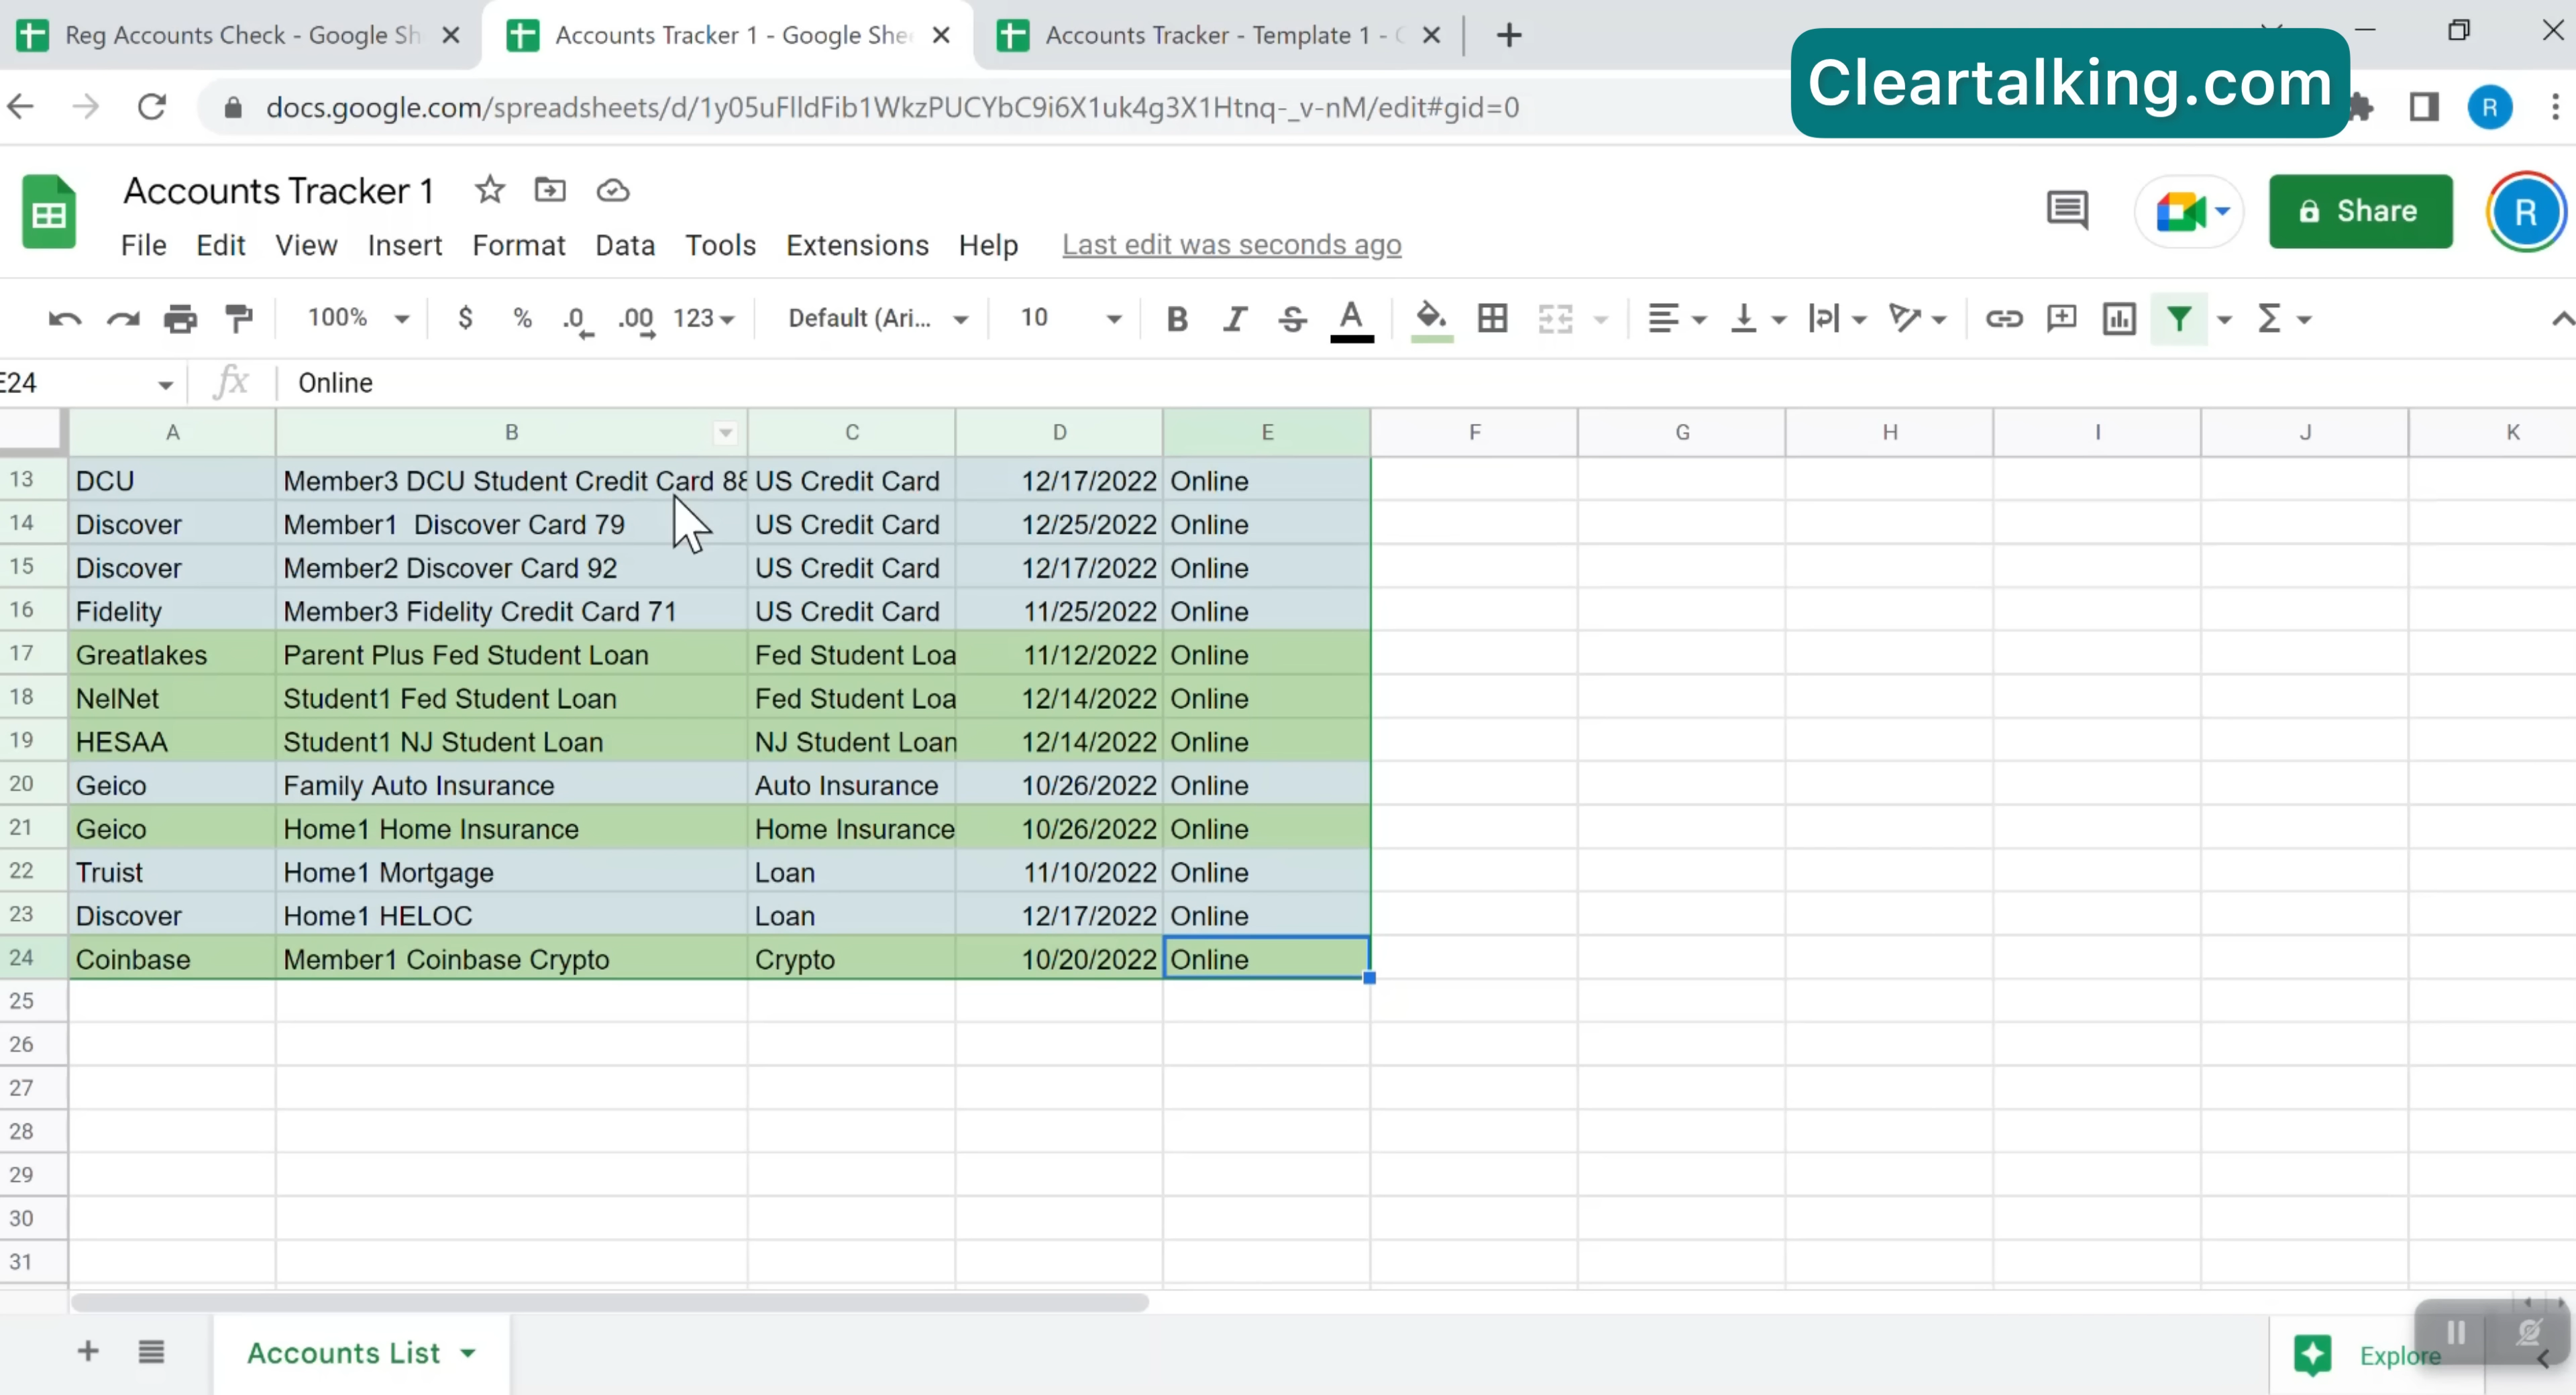 Reg Accounts Check - Google Sh
Accounts Tracker 1 - Google Shee
Accounts Tracker - Template 1 -
Cleartalking.com
docs.google.com/spreadsheets/d/1y05uFlldFib1WkzPUCYbC9i6X1uk4g3X1Htnq-_v-nM/edit#gid=0
R
Accounts Tracker 1
Share
R
File Edit View Insert Format Data Tools Extensions Help Last edit was seconds ago
100% $ % .0 .00 123 Default (Ari... 10 B I S A Σ
E24 fx Online
A B C D E F G H I J K
13 DCU Member3 DCU Student Credit Card 88 US Credit Card 12/17/2022 Online
14 Discover Member1  Discover Card 79 US Credit Card 12/25/2022 Online
15 Discover Member2 Discover Card 92 US Credit Card 12/17/2022 Online
16 Fidelity Member3 Fidelity Credit Card 71 US Credit Card 11/25/2022 Online
17 Greatlakes Parent Plus Fed Student Loan Fed Student Loa 11/12/2022 Online
18 NelNet Student1 Fed Student Loan Fed Student Loa 12/14/2022 Online
19 HESAA Student1 NJ Student Loan NJ Student Loan 12/14/2022 Online
20 Geico Family Auto Insurance Auto Insurance 10/26/2022 Online
21 Geico Home1 Home Insurance Home Insurance 10/26/2022 Online
22 Truist Home1 Mortgage Loan 11/10/2022 Online
23 Discover Home1 HELOC Loan 12/17/2022 Online
24 Coinbase Member1 Coinbase Crypto Crypto 10/20/2022 Online
25
26
27
28
29
30
31
Accounts List
Explore